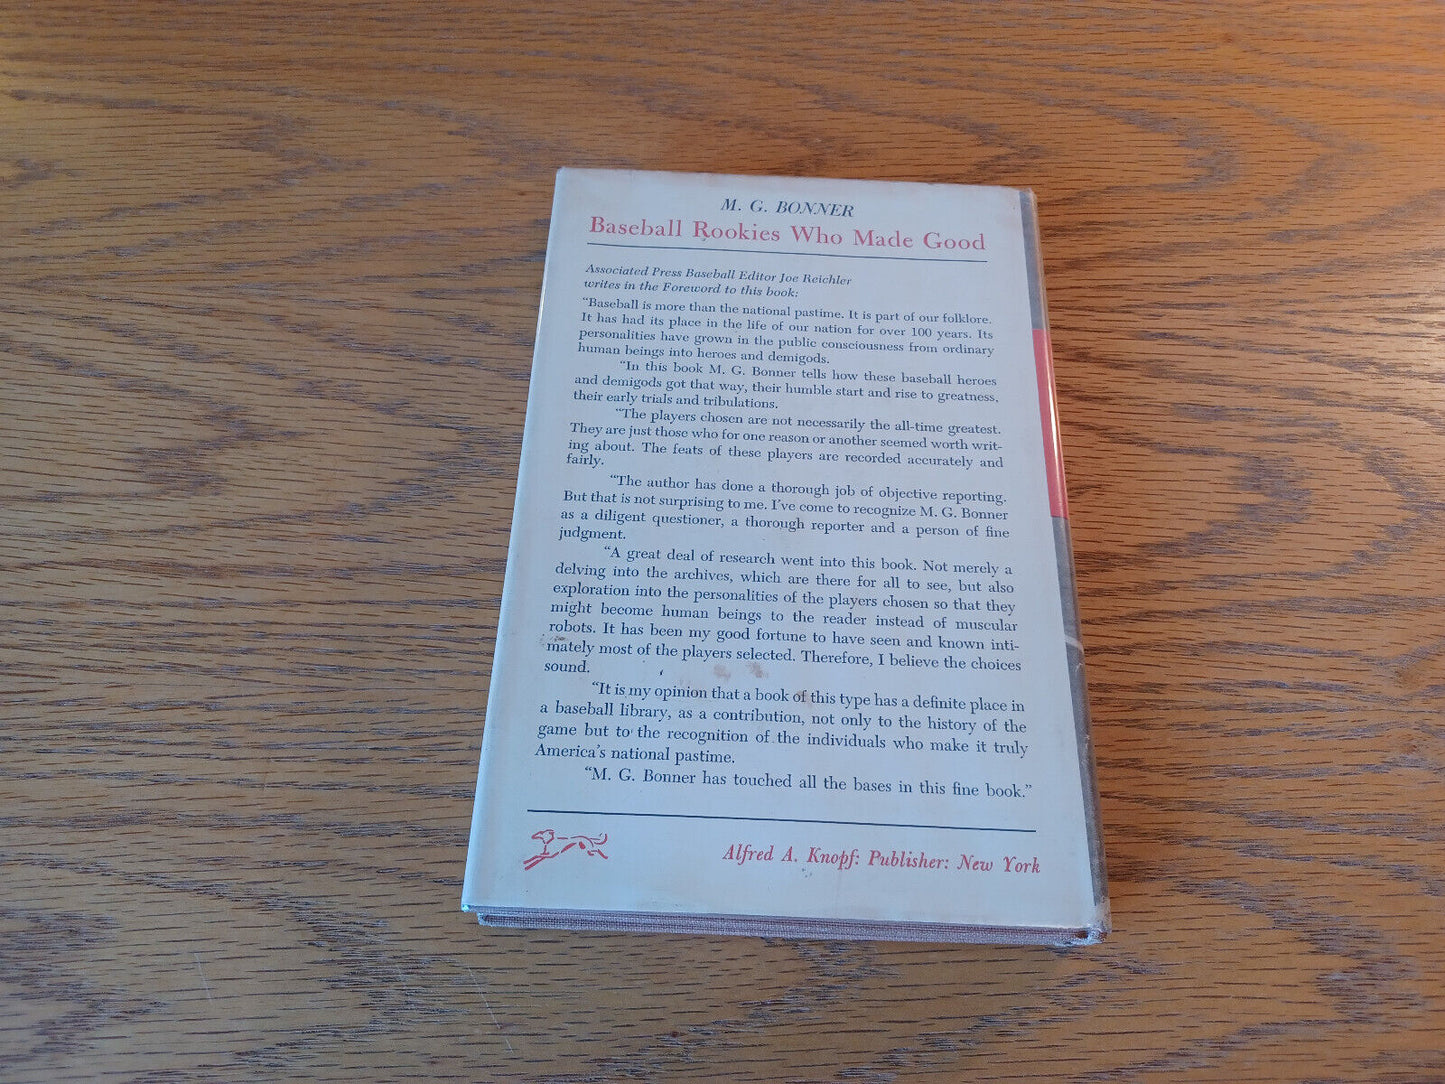 M. G. BONNER
Baseball Rookies Who Made Good
Associated Press Baseball Editor Joe Reichler
writes in the Foreword to this book:
“Baseball is more than the national pastime. It is part of our folklore.
It has had its place in the life of our nation for over 100 years. Its
personalities have grown in the public consciousness from ordinary
human beings into heroes and demigods.
“In this book M. G. Bonner tells how these baseball heroes
and demigods got that way, their humble start and rise to greatness,
their early trials and tribulations.
“The players chosen are not necessarily the all-time greatest.
They are just those who for one reason or another seemed worth writ-
ing about. The feats of these players are recorded accurately and
fairly.
“The author has done a thorough job of objective reporting.
But that is not surprising to me. I’ve come to recognize M. G. Bonner
as a diligent questioner, a thorough reporter and a person of fine
judgment.
“A great deal of research went into this book. Not merely a
delving into the archives, which are there for all to see, but also
exploration into the personalities of the players chosen so that they
might become human beings to the reader instead of muscular
robots. It has been my good fortune to have seen and known inti-
mately most of the players selected. Therefore, I believe the choices
sound.
“It is my opinion that a book of this type has a definite place in
a baseball library, as a contribution, not only to the history of the
game but to the recognition of the individuals who make it truly
America’s national pastime.
“M. G. Bonner has touched all the bases in this fine book.”
Alfred A. Knopf: Publisher: New York